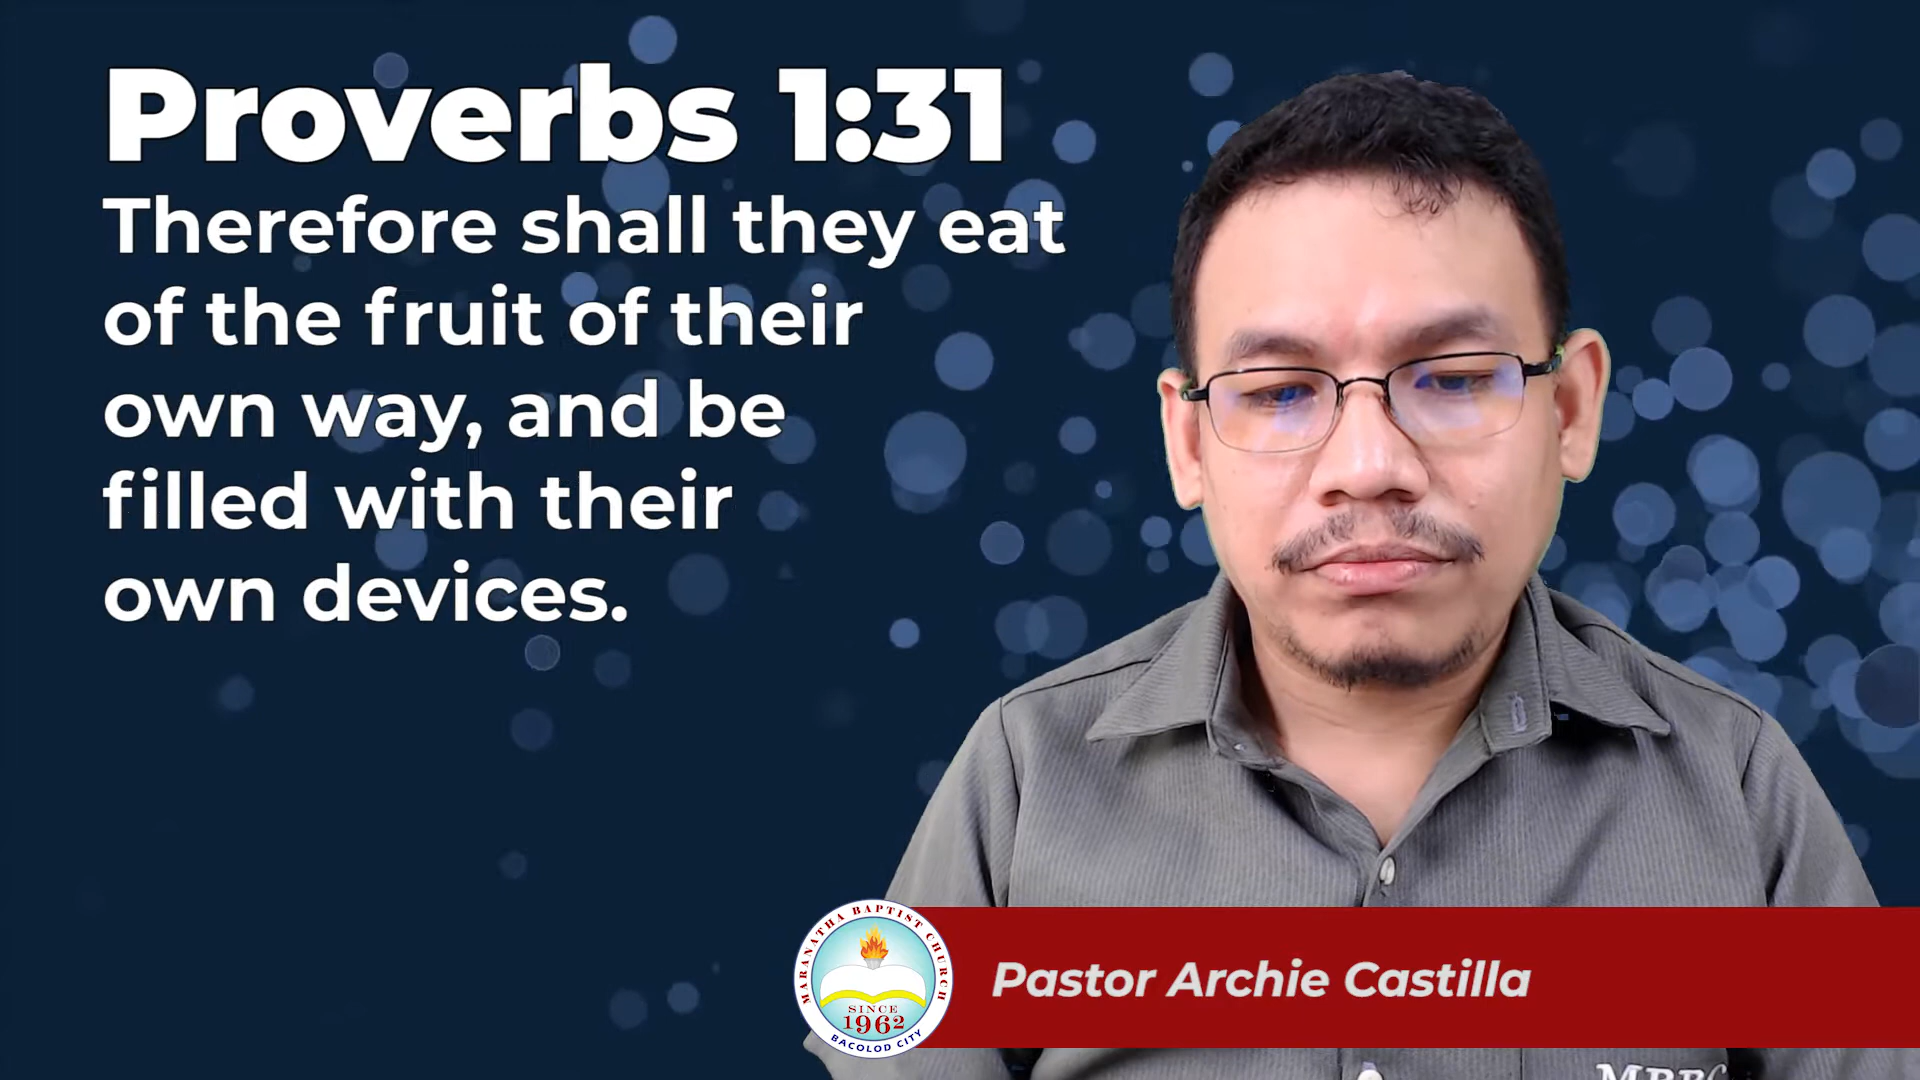 Proverbs 1:31
Therefore shall they eat
of the fruit of their
own way, and be
filled with their
own devices.
MARANATHA BAPTIST CHURCH
SINCE
1962
BACOLOD CITY
Pastor Archie Castilla